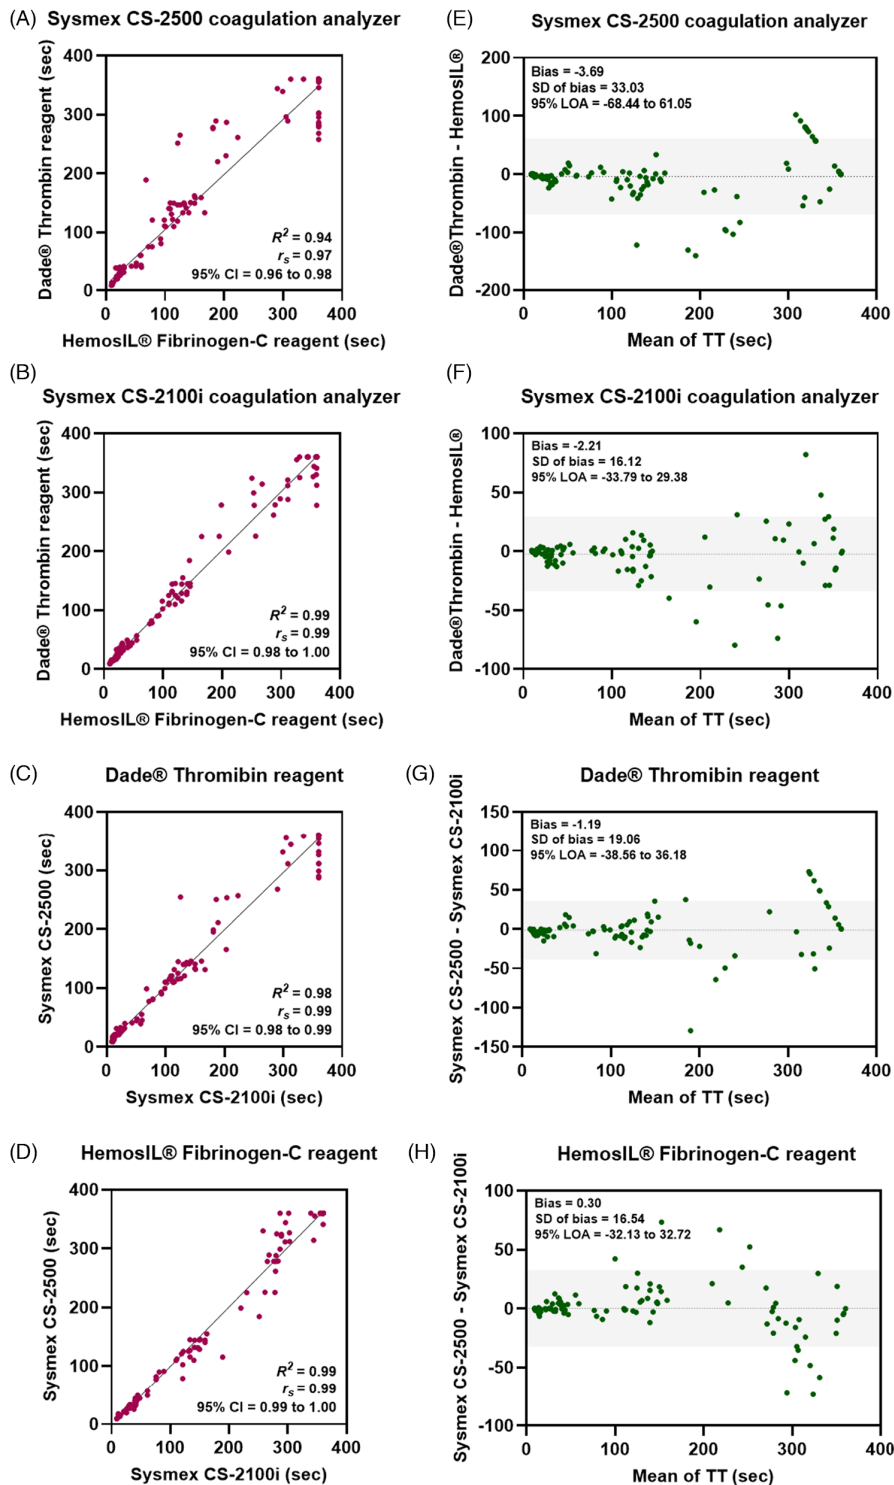 (A) Sysmex CS-2500 coagulation analyzer
Dade® Thrombin reagent (sec)
400
300
200
100
0
R² = 0.94
rs = 0.97
95% CI = 0.96 to 0.98
0 100 200 300 400
HemosIL® Fibrinogen-C reagent (sec)
(E) Sysmex CS-2500 coagulation analyzer
Dade®Thrombin - HemosIL®
Bias = -3.69
SD of bias = 33.03
95% LOA = -68.44 to 61.05
200
100
0
-100
-200
0 100 200 300 400
Mean of TT (sec)
(B) Sysmex CS-2100i coagulation analyzer
Dade® Thrombin reagent (sec)
400
300
200
100
0
R² = 0.99
rs = 0.99
95% CI = 0.98 to 1.00
0 100 200 300 400
HemosIL® Fibrinogen-C reagent (sec)
(F) Sysmex CS-2100i coagulation analyzer
Dade®Thrombin - HemosIL®
Bias = -2.21
SD of bias = 16.12
95% LOA = -33.79 to 29.38
100
50
0
-50
-100
0 100 200 300 400
Mean of TT (sec)
(C) Dade® Thromibin reagent
Sysmex CS-2500 (sec)
400
300
200
100
0
R² = 0.98
rs = 0.99
95% CI = 0.98 to 0.99
0 100 200 300 400
Sysmex CS-2100i (sec)
(G) Dade® Thrombin reagent
Sysmex CS-2500 - Sysmex CS-2100i
Bias = -1.19
SD of bias = 19.06
95% LOA = -38.56 to 36.18
150
100
50
0
-50
-100
-150
0 100 200 300 400
Mean of TT (sec)
(D) HemosIL® Fibrinogen-C reagent
Sysmex CS-2500 (sec)
400
300
200
100
0
R² = 0.99
rs = 0.99
95% CI = 0.99 to 1.00
0 100 200 300 400
Sysmex CS-2100i (sec)
(H) HemosIL® Fibrinogen-C reagent
Sysmex CS-2500 - Sysmex CS-2100i
Bias = 0.30
SD of bias = 16.54
95% LOA = -32.13 to 32.72
100
50
0
-50
-100
0 100 200 300 400
Mean of TT (sec)